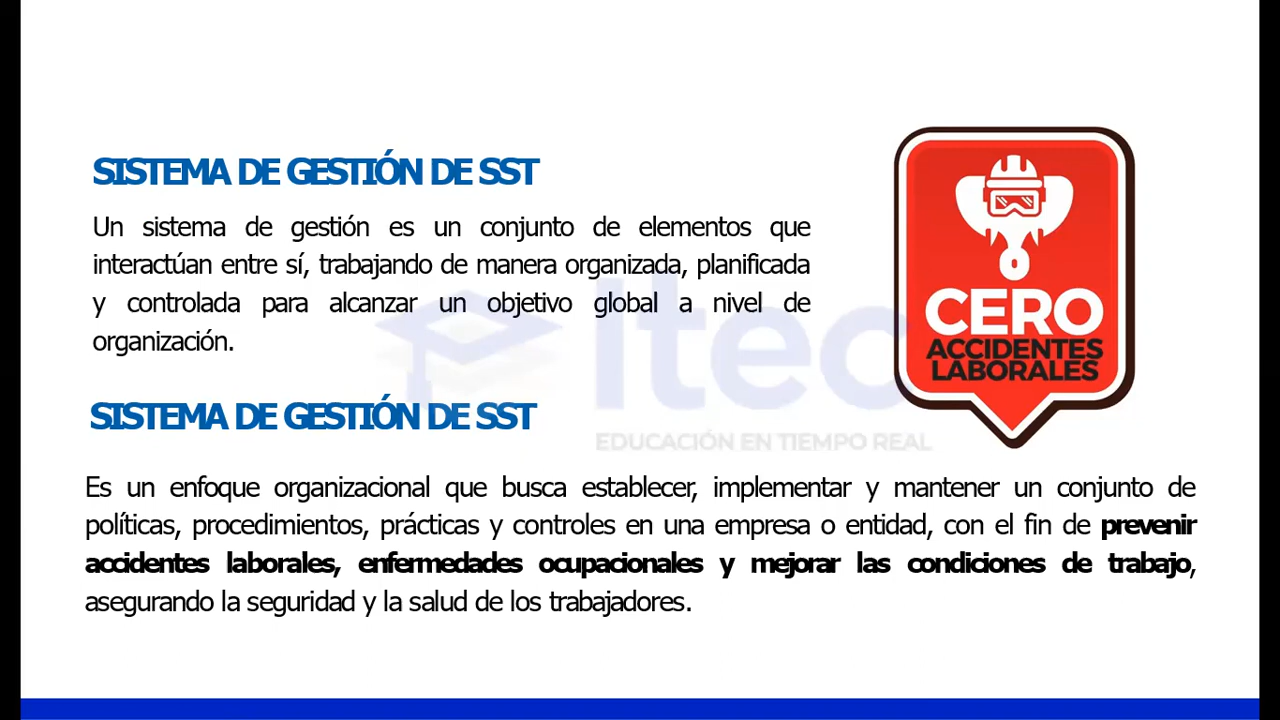 SISTEMA DE GESTIÓN DE SST
Un sistema de gestión es un conjunto de elementos que
interactúan entre sí, trabajando de manera organizada, planificada
y controlada para alcanzar un objetivo global a nivel de
organización.
CERO
ACCIDENTES
LABORALES
Itec
EDUCACIÓN EN TIEMPO REAL
SISTEMA DE GESTIÓN DE SST
Es un enfoque organizacional que busca establecer, implementar y mantener un conjunto de
políticas, procedimientos, prácticas y controles en una empresa o entidad, con el fin de prevenir
accidentes laborales, enfermedades ocupacionales y mejorar las condiciones de trabajo,
asegurando la seguridad y la salud de los trabajadores.